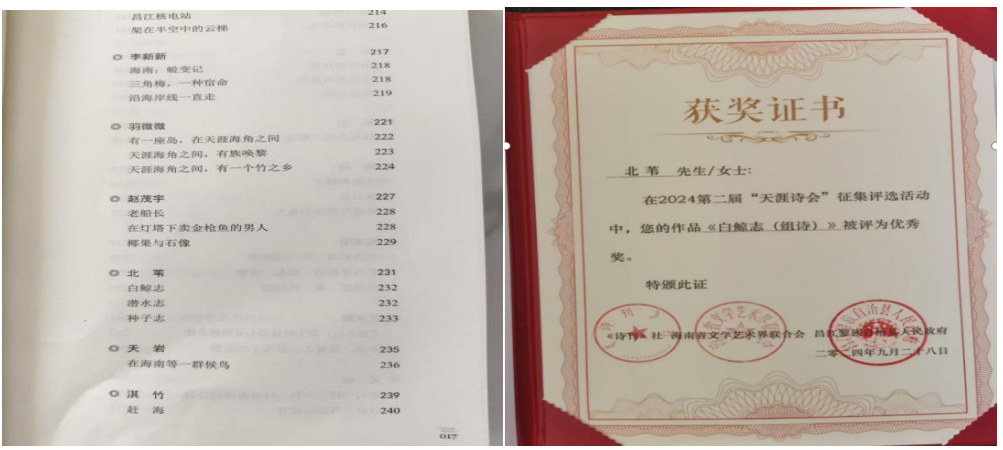 昌江核电站 214
架在半空中的云梯 216
李新新 217
海南：蜕变记 218
三角梅，一种宿命 218
沿海岸线一直走 219
羽微微 221
有一座岛，在天涯海角之间 222
天涯海角之间，有族唤黎 223
天涯海角之间，有一个竹之乡 224
赵茂宇 227
老船长 228
在灯塔下卖金枪鱼的男人 228
椰果与石像 229
北 苇 231
白鲸志 232
潜水志 232
种子志 233
天 岩 235
在海南等一群候鸟 236
淇 竹 239
赶 海 240
017
获奖证书
北 苇 先生/女士:
在2024第二届“天涯诗会”征集评选活动
中，您的作品《白鲸志（组诗）》被评为优秀
奖。
特颁此证
《诗刊》社 海南省文学艺术界联合会 昌江黎族自治县人民政府
二零二四年九月二十八日